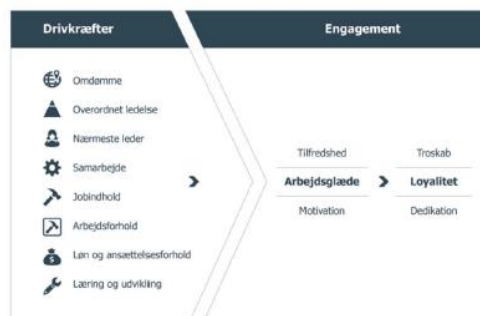 Drivkræfter
Engagement
Omdømme
Overordnet ledelse
Nærmeste leder
Samarbejde
Jobindhold
Arbejdsforhold
Løn og ansættelsesforhold
Læring og udvikling
Tilfredshed
Arbejdsglæde
Motivation
Troskab
Loyalitet
Dedikation